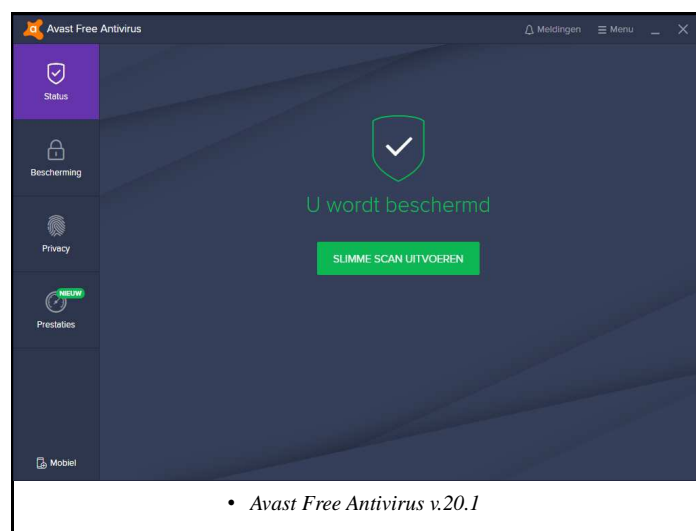 Avast Free Antivirus
Meldingen
Menu
Status
Bescherming
Privacy
NIEUW
Prestaties
Mobiel
U wordt beschermd
SLIMME SCAN UITVOEREN
• Avast Free Antivirus v.20.1